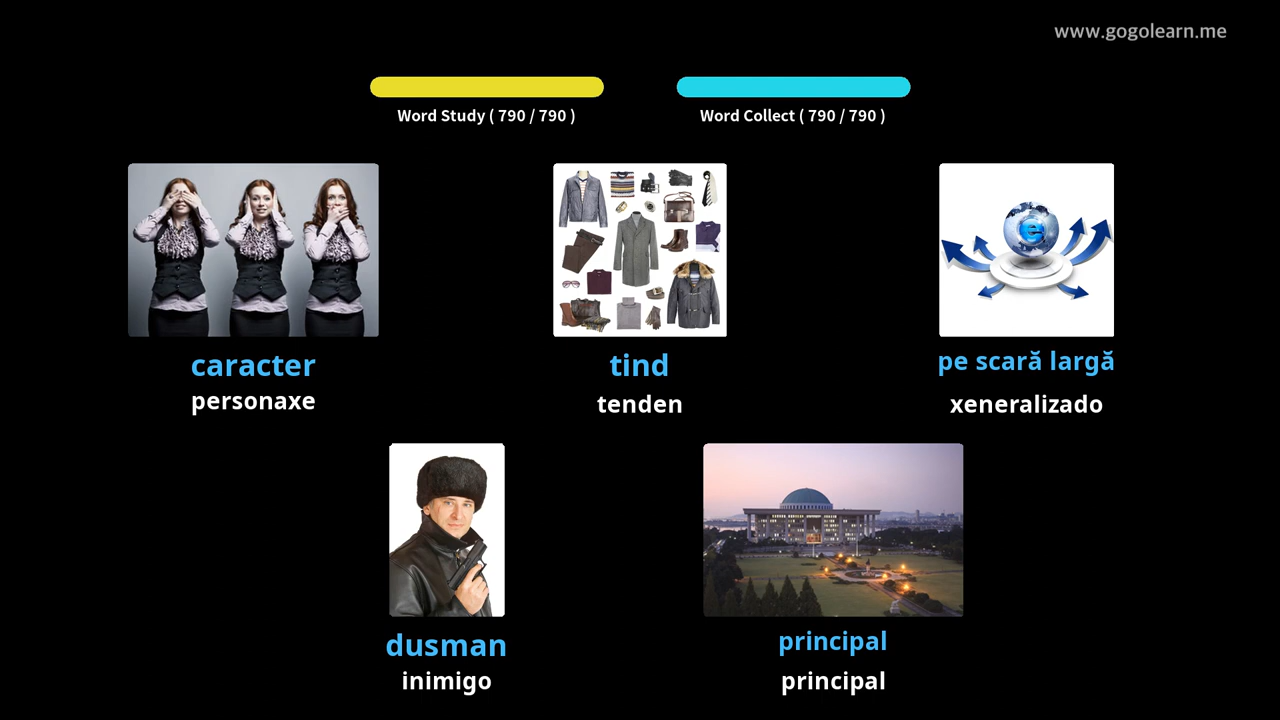 www.gogolearn.me
Word Study ( 790 / 790 )
Word Collect ( 790 / 790 )
caracter
personaxe
tind
tenden
pe scară largă
xeneralizado
dusman
inimigo
principal
principal